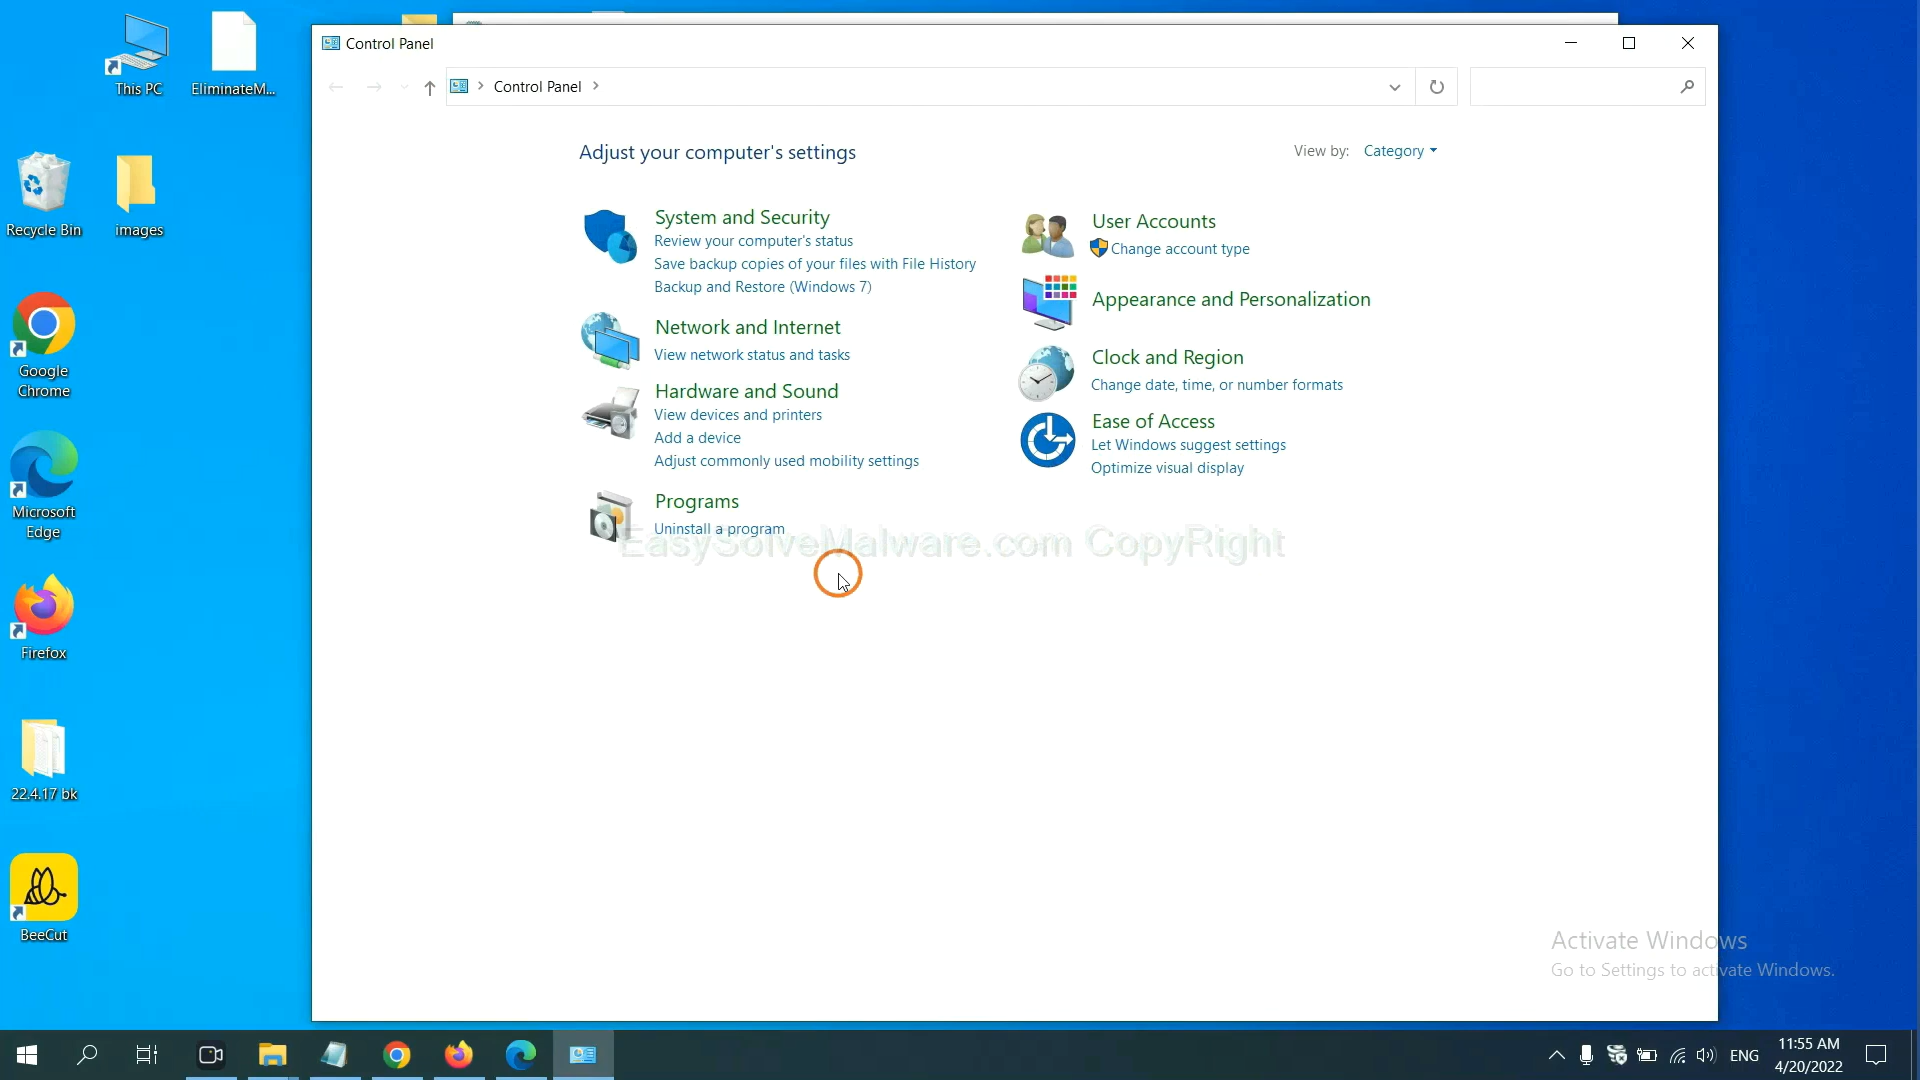 This PC
EliminateM...
Recycle Bin
images
Google
Chrome
Microsoft
Edge
Firefox
22.4.17 bk
BeeCut
Control Panel
Control Panel
Adjust your computer's settings
View by: Category
System and Security
Review your computer's status
Save backup copies of your files with File History
Backup and Restore (Windows 7)
Network and Internet
View network status and tasks
Hardware and Sound
View devices and printers
Add a device
Adjust commonly used mobility settings
Programs
Uninstall a program
User Accounts
Change account type
Appearance and Personalization
Clock and Region
Change date, time, or number formats
Ease of Access
Let Windows suggest settings
Optimize visual display
EasySolveMalware.com CopyRight
Activate Windows
Go to Settings to activate Windows.
ENG
11:55 AM
4/20/2022